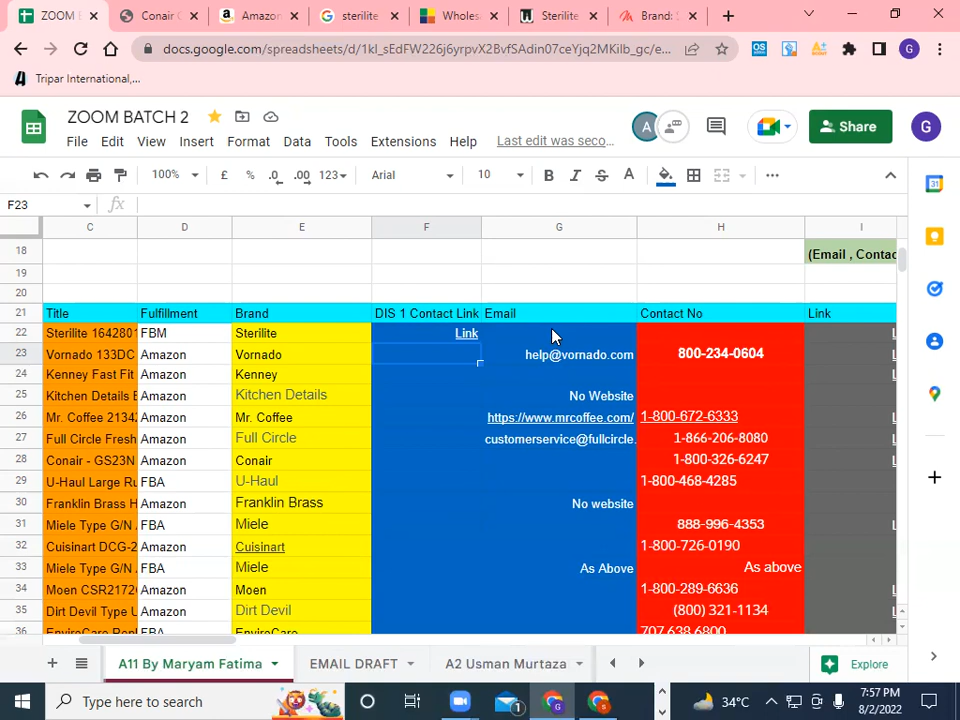 ZOOM B
Conair C
Amazon
sterilite
Wholes
Sterilite
Brand:
docs.google.com/spreadsheets/d/1kI_sEdFW226j6yrpvX2BvfSAdin07ceYjq2MKilb_gc/e...
G
Tripar International,...
ZOOM BATCH 2
File Edit View Insert Format Data Tools Extensions Help Last edit was seco...
A
Share
G
100% £ % .0 .00 123 Arial 10 B I S A
F23 fx
C D E F G H I
18 (Email , Contac
19
20
21 Title Fulfillment Brand DIS 1 Contact Link Email Contact No Link
22 Sterilite 1642801 FBM Sterilite Link
23 Vornado 133DC Amazon Vornado help@vornado.com 800-234-0604
24 Kenney Fast Fit Amazon Kenney
25 Kitchen Details E Amazon Kitchen Details No Website
26 Mr. Coffee 2134 Amazon Mr. Coffee https://www.mrcoffee.com/ 1-800-672-6333
27 Full Circle Fresh Amazon Full Circle customerservice@fullcircle. 1-866-206-8080
28 Conair - GS23N Amazon Conair 1-800-326-6247
29 U-Haul Large Ru FBA U-Haul 1-800-468-4285
30 Franklin Brass H Amazon Franklin Brass No website
31 Miele Type G/N FBA Miele 888-996-4353
32 Cuisinart DCG-2 Amazon Cuisinart 1-800-726-0190
33 Miele Type G/N FBA Miele As Above As above
34 Moen CSR2172 Amazon Moen 1-800-289-6636
35 Dirt Devil Type U Amazon Dirt Devil (800) 321-1134
36 EnviroCare Repl FBA EnviroCare 707.638.6800
A11 By Maryam Fatima EMAIL DRAFT A2 Usman Murtaza Explore
Type here to search
1
34°C
7:57 PM
8/2/2022